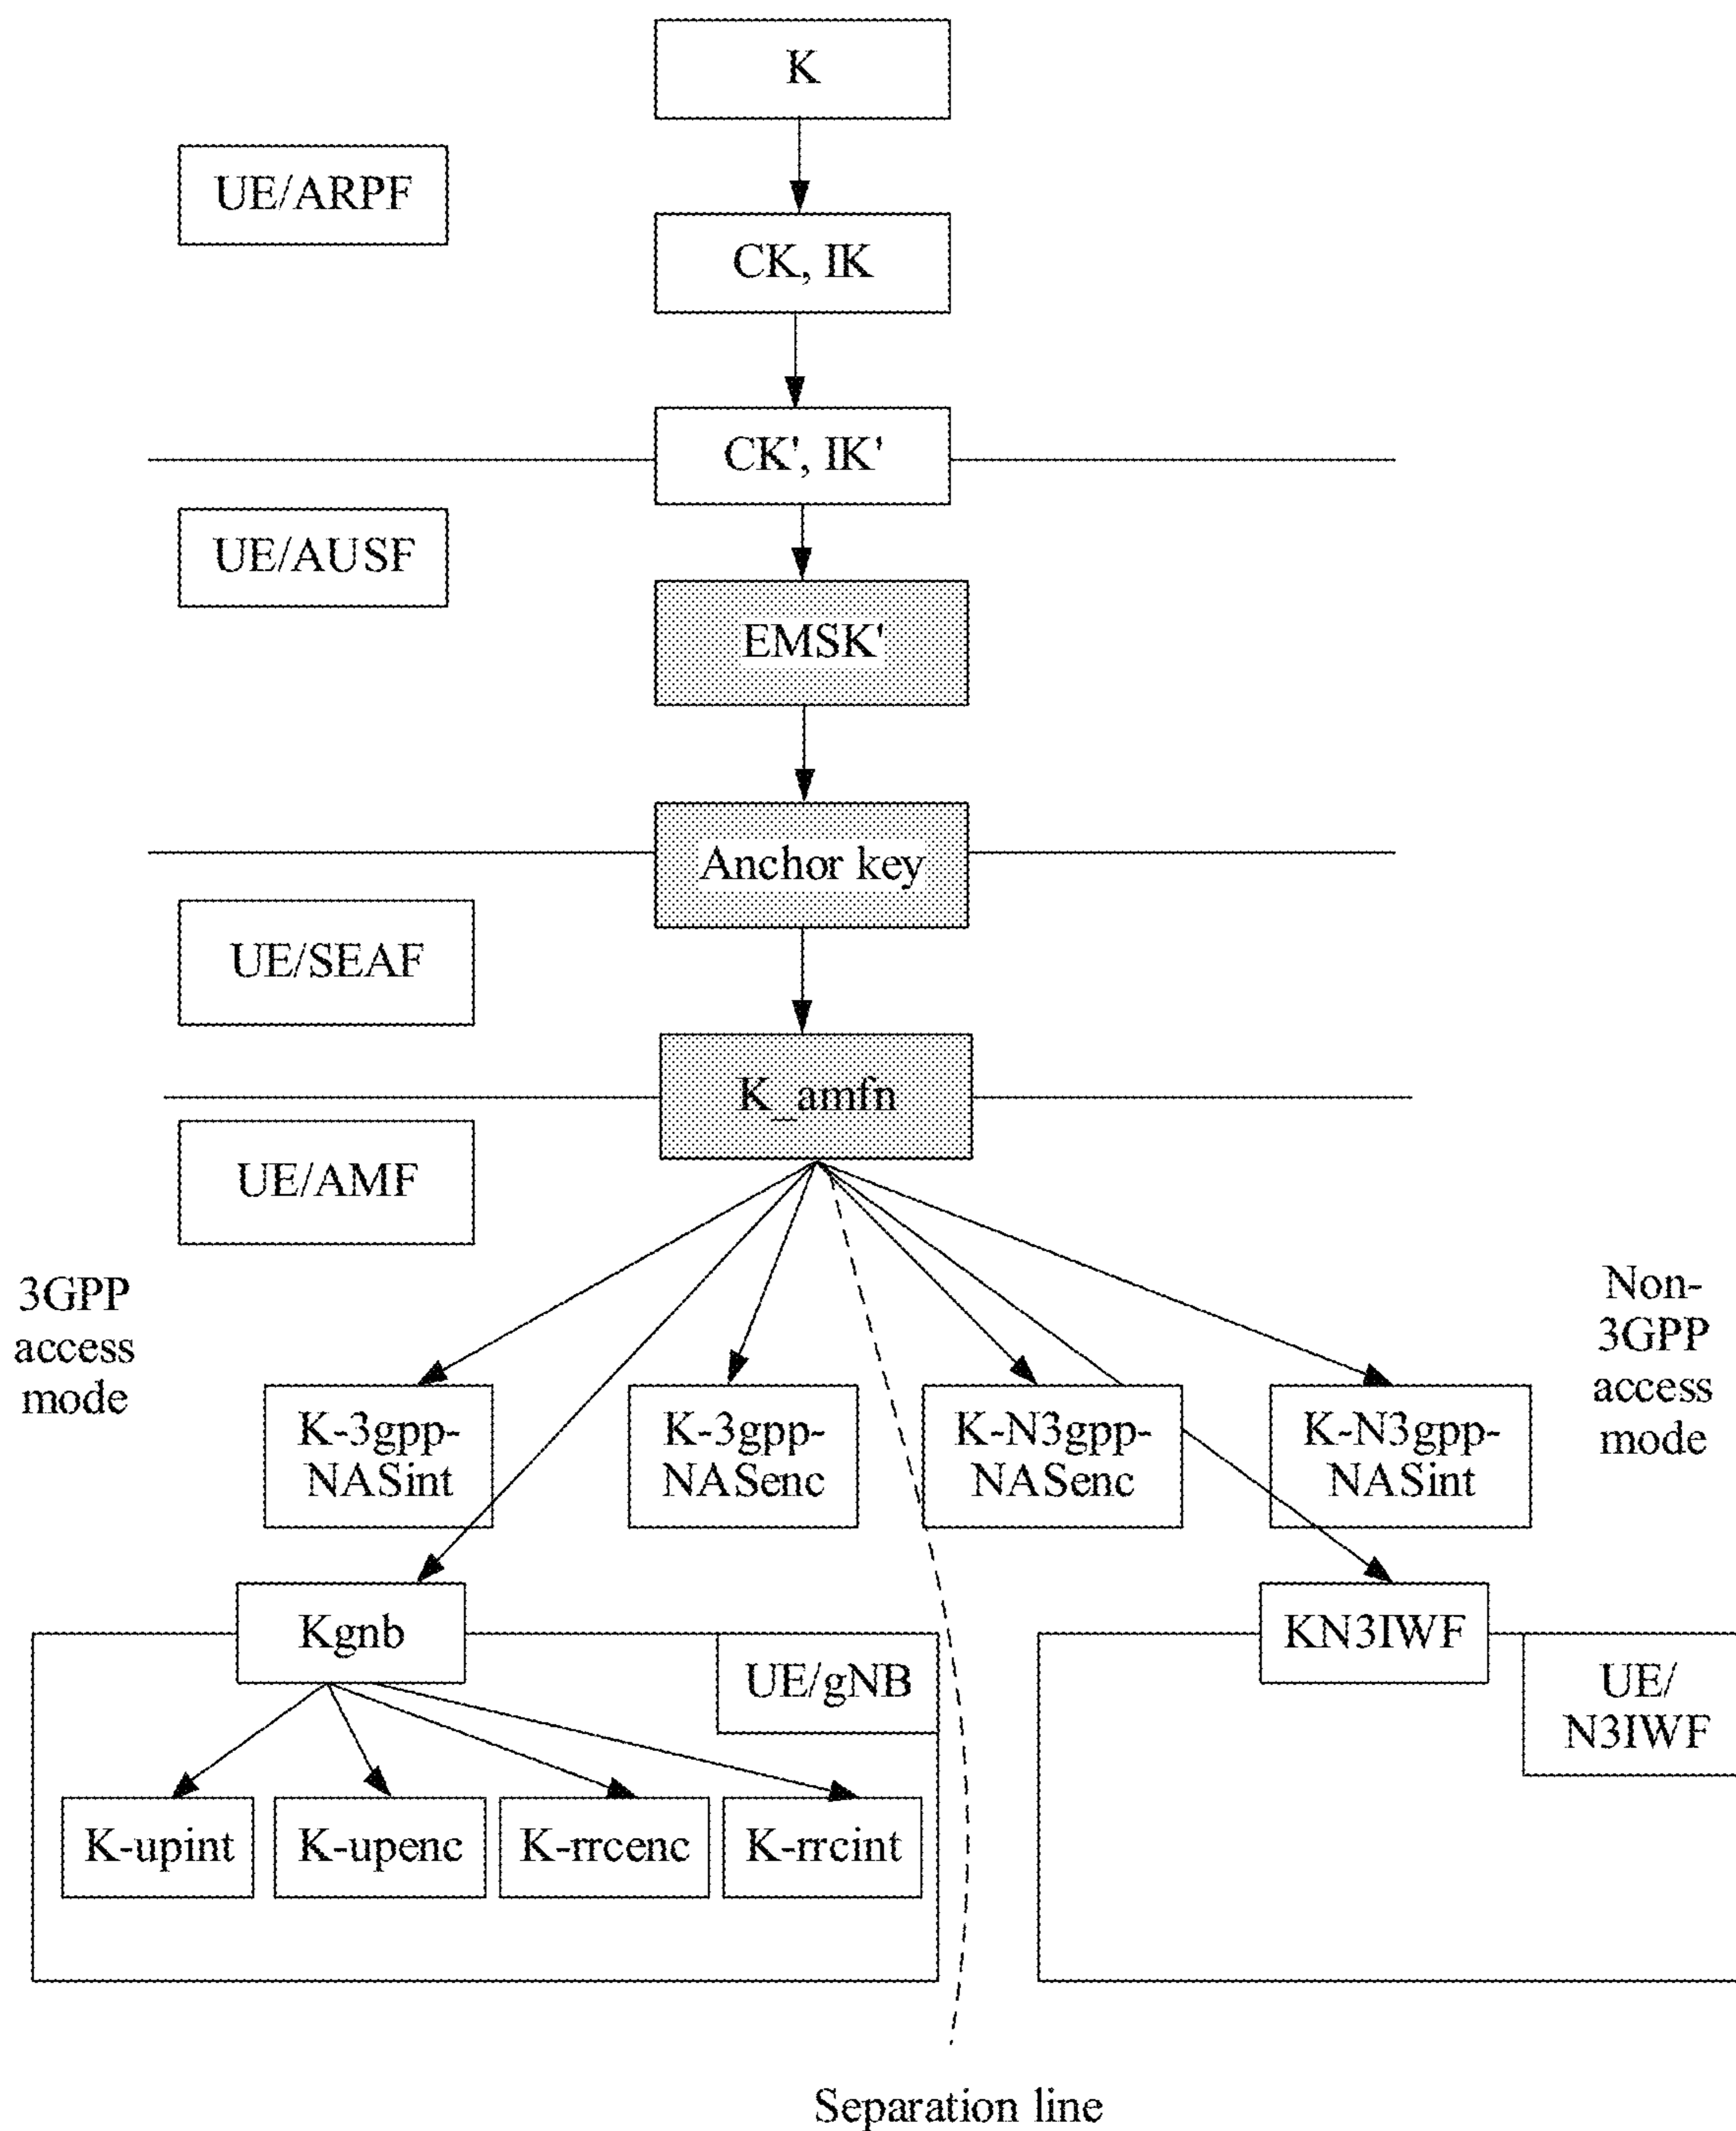 K
UE/ARPF
CK, IK
CK', IK'
UE/AUSF
EMSK'
Anchor key
UE/SEAF
K_amfn
UE/AMF
3GPP
access
mode
Non-
3GPP
access
mode
K-3gpp-
NASint
K-3gpp-
NASenc
K-N3gpp-
NASenc
K-N3gpp-
NASint
Kgnb
UE/gNB
KN3IWF
UE/
N3IWF
K-upint
K-upenc
K-rrcenc
K-rrcint
Separation line